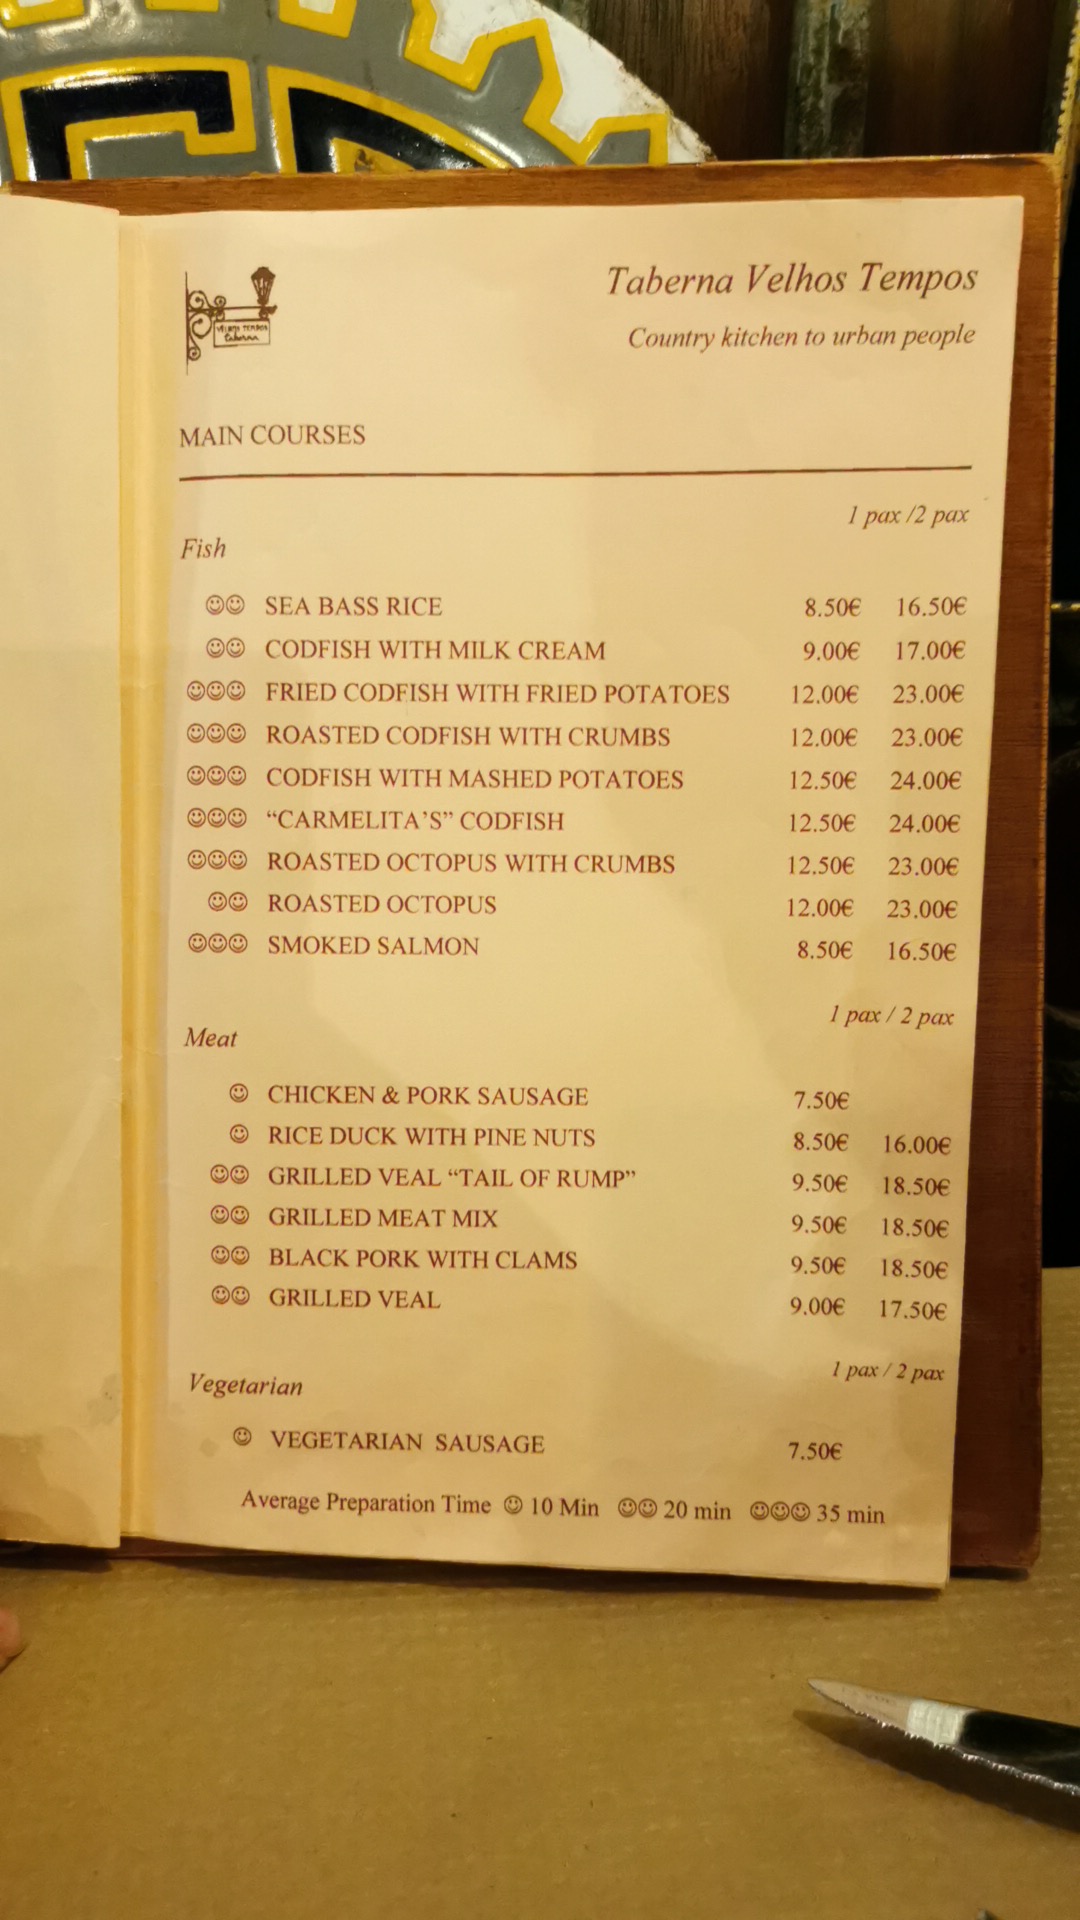 VELHOS TEMPOS
taberna
Taberna Velhos Tempos
Country kitchen to urban people
MAIN COURSES
1 pax /2 pax
Fish
☺☺ SEA BASS RICE 8.50€ 16.50€
☺☺ CODFISH WITH MILK CREAM 9.00€ 17.00€
☺☺☺ FRIED CODFISH WITH FRIED POTATOES 12.00€ 23.00€
☺☺☺ ROASTED CODFISH WITH CRUMBS 12.00€ 23.00€
☺☺☺ CODFISH WITH MASHED POTATOES 12.50€ 24.00€
☺☺☺ “CARMELITA’S” CODFISH 12.50€ 24.00€
☺☺☺ ROASTED OCTOPUS WITH CRUMBS 12.50€ 23.00€
☺☺ ROASTED OCTOPUS 12.00€ 23.00€
☺☺☺ SMOKED SALMON 8.50€ 16.50€
1 pax / 2 pax
Meat
☺ CHICKEN & PORK SAUSAGE 7.50€
☺ RICE DUCK WITH PINE NUTS 8.50€ 16.00€
☺☺ GRILLED VEAL “TAIL OF RUMP” 9.50€ 18.50€
☺☺ GRILLED MEAT MIX 9.50€ 18.50€
☺☺ BLACK PORK WITH CLAMS 9.50€ 18.50€
☺☺ GRILLED VEAL 9.00€ 17.50€
1 pax / 2 pax
Vegetarian
☺ VEGETARIAN SAUSAGE 7.50€
Average Preparation Time ☺ 10 Min ☺☺ 20 min ☺☺☺ 35 min